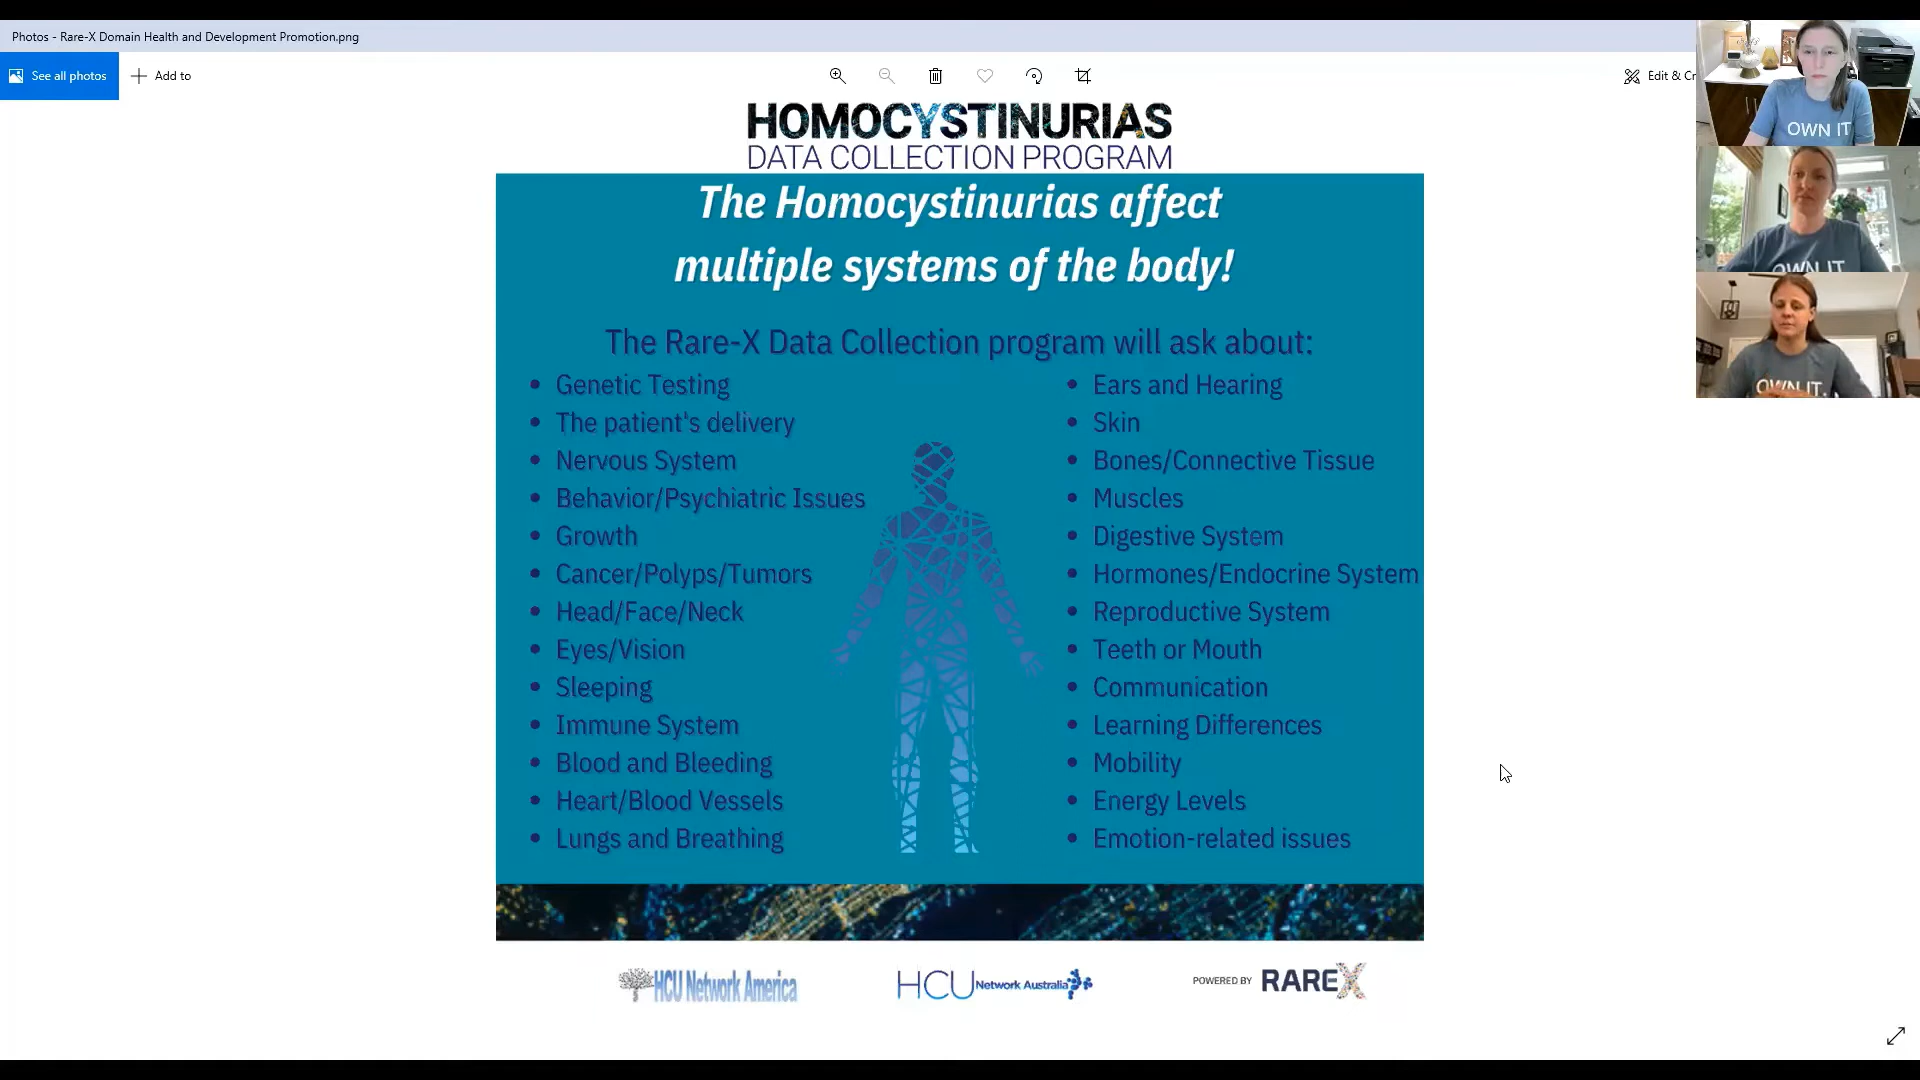 Photos - Rare-X Domain Health and Development Promotion.png
See all photos
Add to
Edit & Cr
OWN IT
OWN IT
OWN IT.
HOMOCYSTINURIAS
DATA COLLECTION PROGRAM
The Homocystinurias affect
multiple systems of the body!
The Rare-X Data Collection program will ask about:
• Genetic Testing
• The patient's delivery
• Nervous System
• Behavior/Psychiatric Issues
• Growth
• Cancer/Polyps/Tumors
• Head/Face/Neck
• Eyes/Vision
• Sleeping
• Immune System
• Blood and Bleeding
• Heart/Blood Vessels
• Lungs and Breathing
• Ears and Hearing
• Skin
• Bones/Connective Tissue
• Muscles
• Digestive System
• Hormones/Endocrine System
• Reproductive System
• Teeth or Mouth
• Communication
• Learning Differences
• Mobility
• Energy Levels
• Emotion-related issues
HCU Network America
HCU Network Australia
POWERED BY RAREX